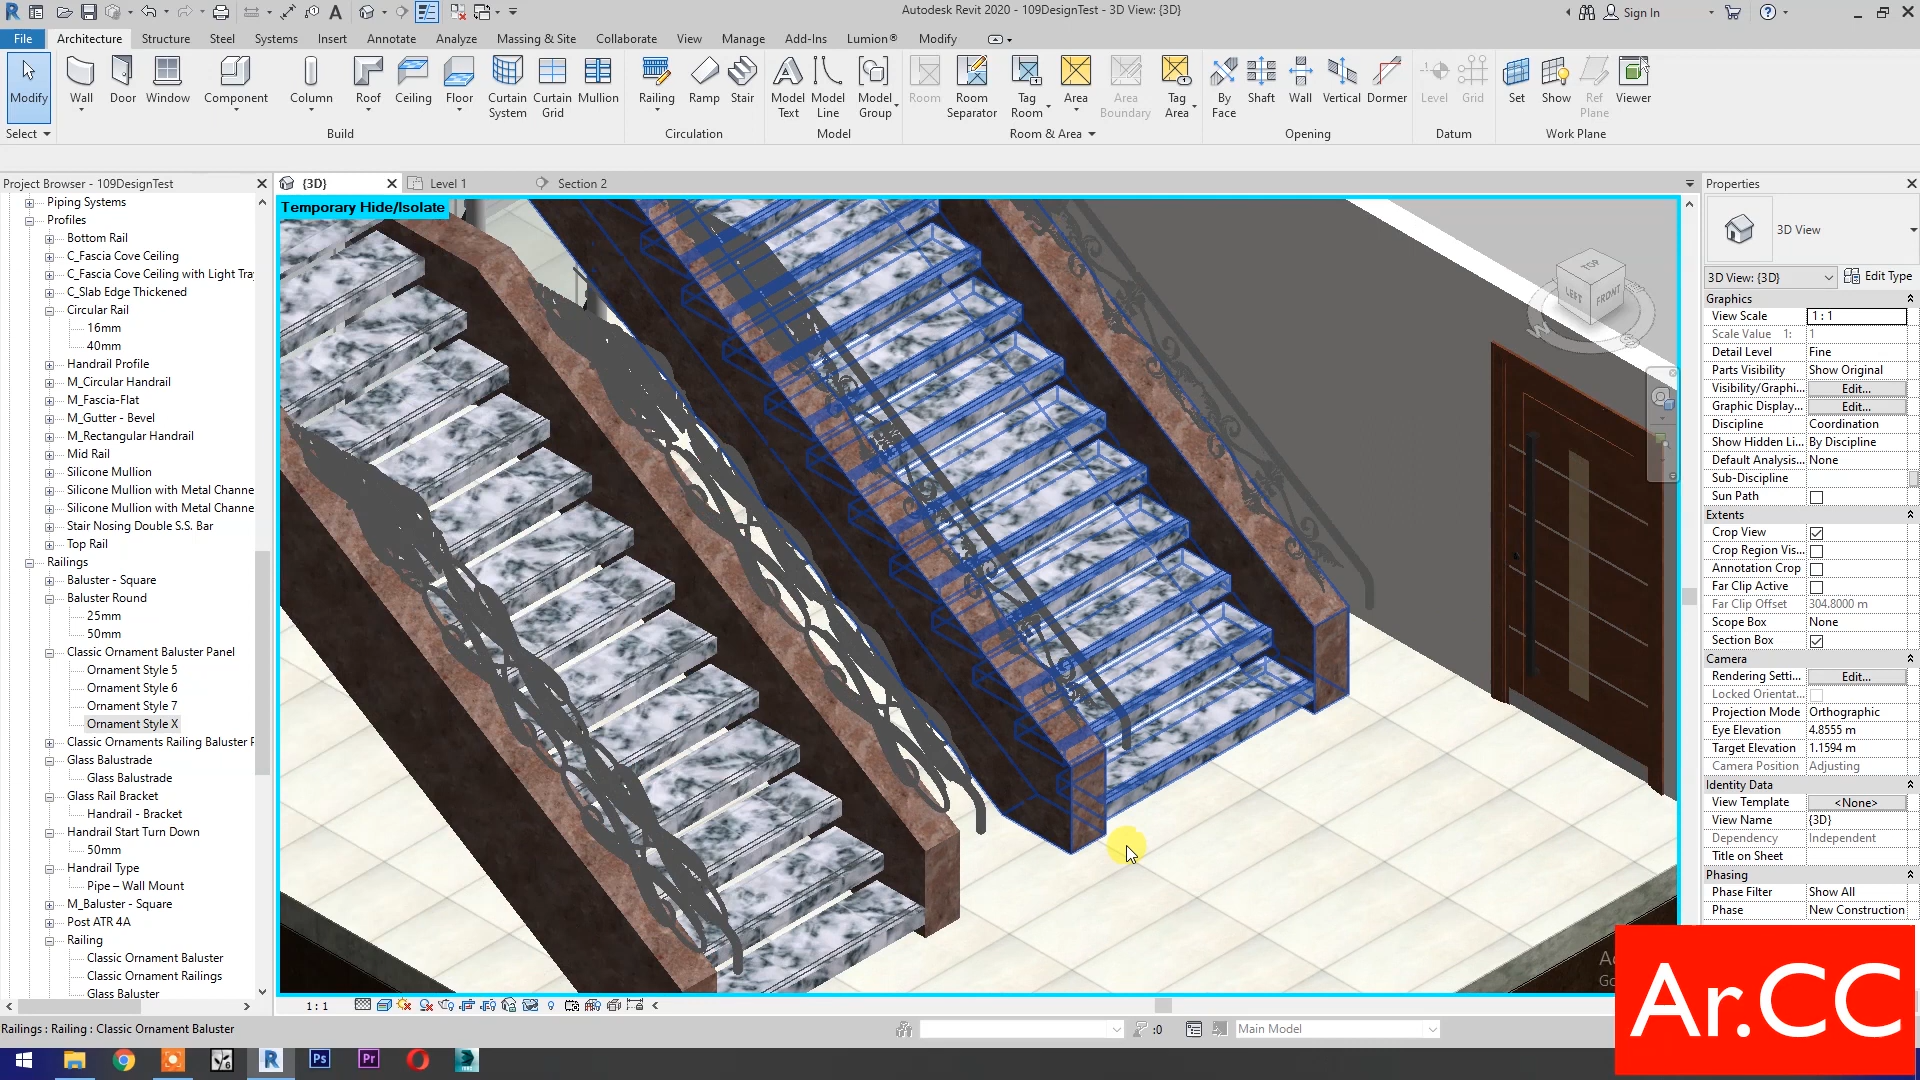 Autodesk Revit 2020 - 109DesignTest - 3D View: {3D}
Sign In
File Architecture Structure Steel Systems Insert Annotate Analyze Massing & Site Collaborate View Manage Add-Ins Lumion® Modify
Modify Wall Door Window Component Column Roof Ceiling Floor Curtain System Curtain Grid Mullion Railing Ramp Stair Model Text Model Line Model Group Room Room Separator Tag Room Area Area Boundary Tag Area By Face Shaft Wall Vertical Dormer Level Grid Set Show Ref Plane Viewer
Select Build Circulation Model Room & Area Opening Datum Work Plane
Project Browser - 109DesignTest
Piping Systems
Profiles
Bottom Rail
C_Fascia Cove Ceiling
C_Fascia Cove Ceiling with Light Tra
C_Slab Edge Thickened
Circular Rail
16mm
40mm
Handrail Profile
M_Circular Handrail
M_Fascia-Flat
M_Gutter - Bevel
M_Rectangular Handrail
Mid Rail
Silicone Mullion
Silicone Mullion with Metal Channe
Silicone Mullion with Metal Channe
Stair Nosing Double S.S. Bar
Top Rail
Railings
Baluster - Square
Baluster Round
25mm
50mm
Classic Ornament Baluster Panel
Ornament Style 5
Ornament Style 6
Ornament Style 7
Ornament Style X
Classic Ornaments Railing Baluster P
Glass Balustrade
Glass Balustrade
Glass Rail Bracket
Handrail - Bracket
Handrail Start Turn Down
50mm
Handrail Type
Pipe – Wall Mount
M_Baluster - Square
Post ATR 4A
Railing
Classic Ornament Baluster
Classic Ornament Railings
Glass Baluster
{3D} Level 1 Section 2
Temporary Hide/Isolate
TOP
LEFT FRONT
W
S
1 : 1
Properties
3D View
3D View: {3D} Edit Type
Graphics
View Scale 1 : 1
Scale Value 1: 1
Detail Level Fine
Parts Visibility Show Original
Visibility/Graphi... Edit...
Graphic Display... Edit...
Discipline Coordination
Show Hidden Li... By Discipline
Default Analysis... None
Sub-Discipline
Sun Path
Extents
Crop View
Crop Region Vis...
Annotation Crop
Far Clip Active
Far Clip Offset 304.8000 m
Scope Box None
Section Box
Camera
Rendering Setti... Edit...
Locked Orientat...
Projection Mode Orthographic
Eye Elevation 4.8555 m
Target Elevation 1.1594 m
Camera Position Adjusting
Identity Data
View Template <None>
View Name {3D}
Dependency Independent
Title on Sheet
Phasing
Phase Filter Show All
Phase New Construction
Ar.CC
Railings : Railing : Classic Ornament Baluster
:0
Main Model
Ps
Pr